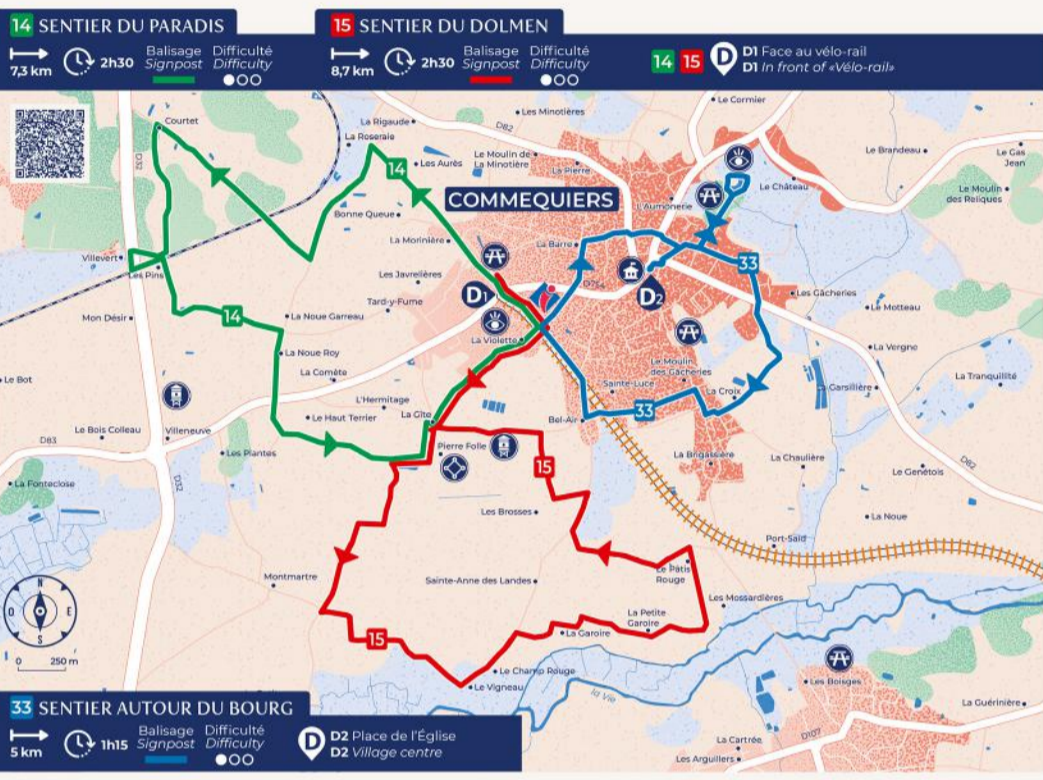 14 SENTIER DU PARADIS
7,3 km
2h30
Balisage
Signpost
Difficulté
Difficulty
15 SENTIER DU DOLMEN
8,7 km
2h30
Balisage
Signpost
Difficulté
Difficulty
14 15
D
D1 Face au vélo-rail
D1 In front of «Vélo-rail»
Le Cormier
Les Minotières
Courtet
La Rigaude
D82
La Roseraie
Le Brandeau
Le Gas
Jean
D32
Les Aurès
Le Moulin de
La Minotière
La Pierre
14
Le Château
Le Moulin
des Reliques
COMMEQUIERS
L'Aumônerie
Bonne Queue
La Morinière
La Barre
Villevert
Les Pins
33
Les Javrelières
D754
D1
D2
Les Gâcheries
Tard-y-Fume
Le Motteau
Mon Désir
14
La Noue Garreau
La Violette
La Noue Roy
La Vergne
Le Moulin
des Gâcheries
La Comète
Le Bot
Sainte-Luce
La Croix
Garsillière
La Tranquillité
L'Hermitage
33
Le Haut Terrier
La Gîte
Bel-Air
Le Bois Colleau
Villeneuve
D83
Pierre Folle
Les Plantes
La Brigassière
La Chaulière
D82
15
Le Genétois
D32
La Fonteclose
Les Brosses
La Noue
Port-Saïd
Montmartre
Sainte-Anne des Landes
Le Pâtis
Rouge
N
O E
S
Les Mossardières
La Petite
Garoire
15
La Garoire
0 250 m
Le Champ Rouge
Le Vigneau
la Vie
Les Boisges
La Guérinière
33 SENTIER AUTOUR DU BOURG
5 km
1h15
Balisage
Signpost
Difficulté
Difficulty
D
D2 Place de l'Église
D2 Village centre
D107
La Cartrée
Les Arguillers